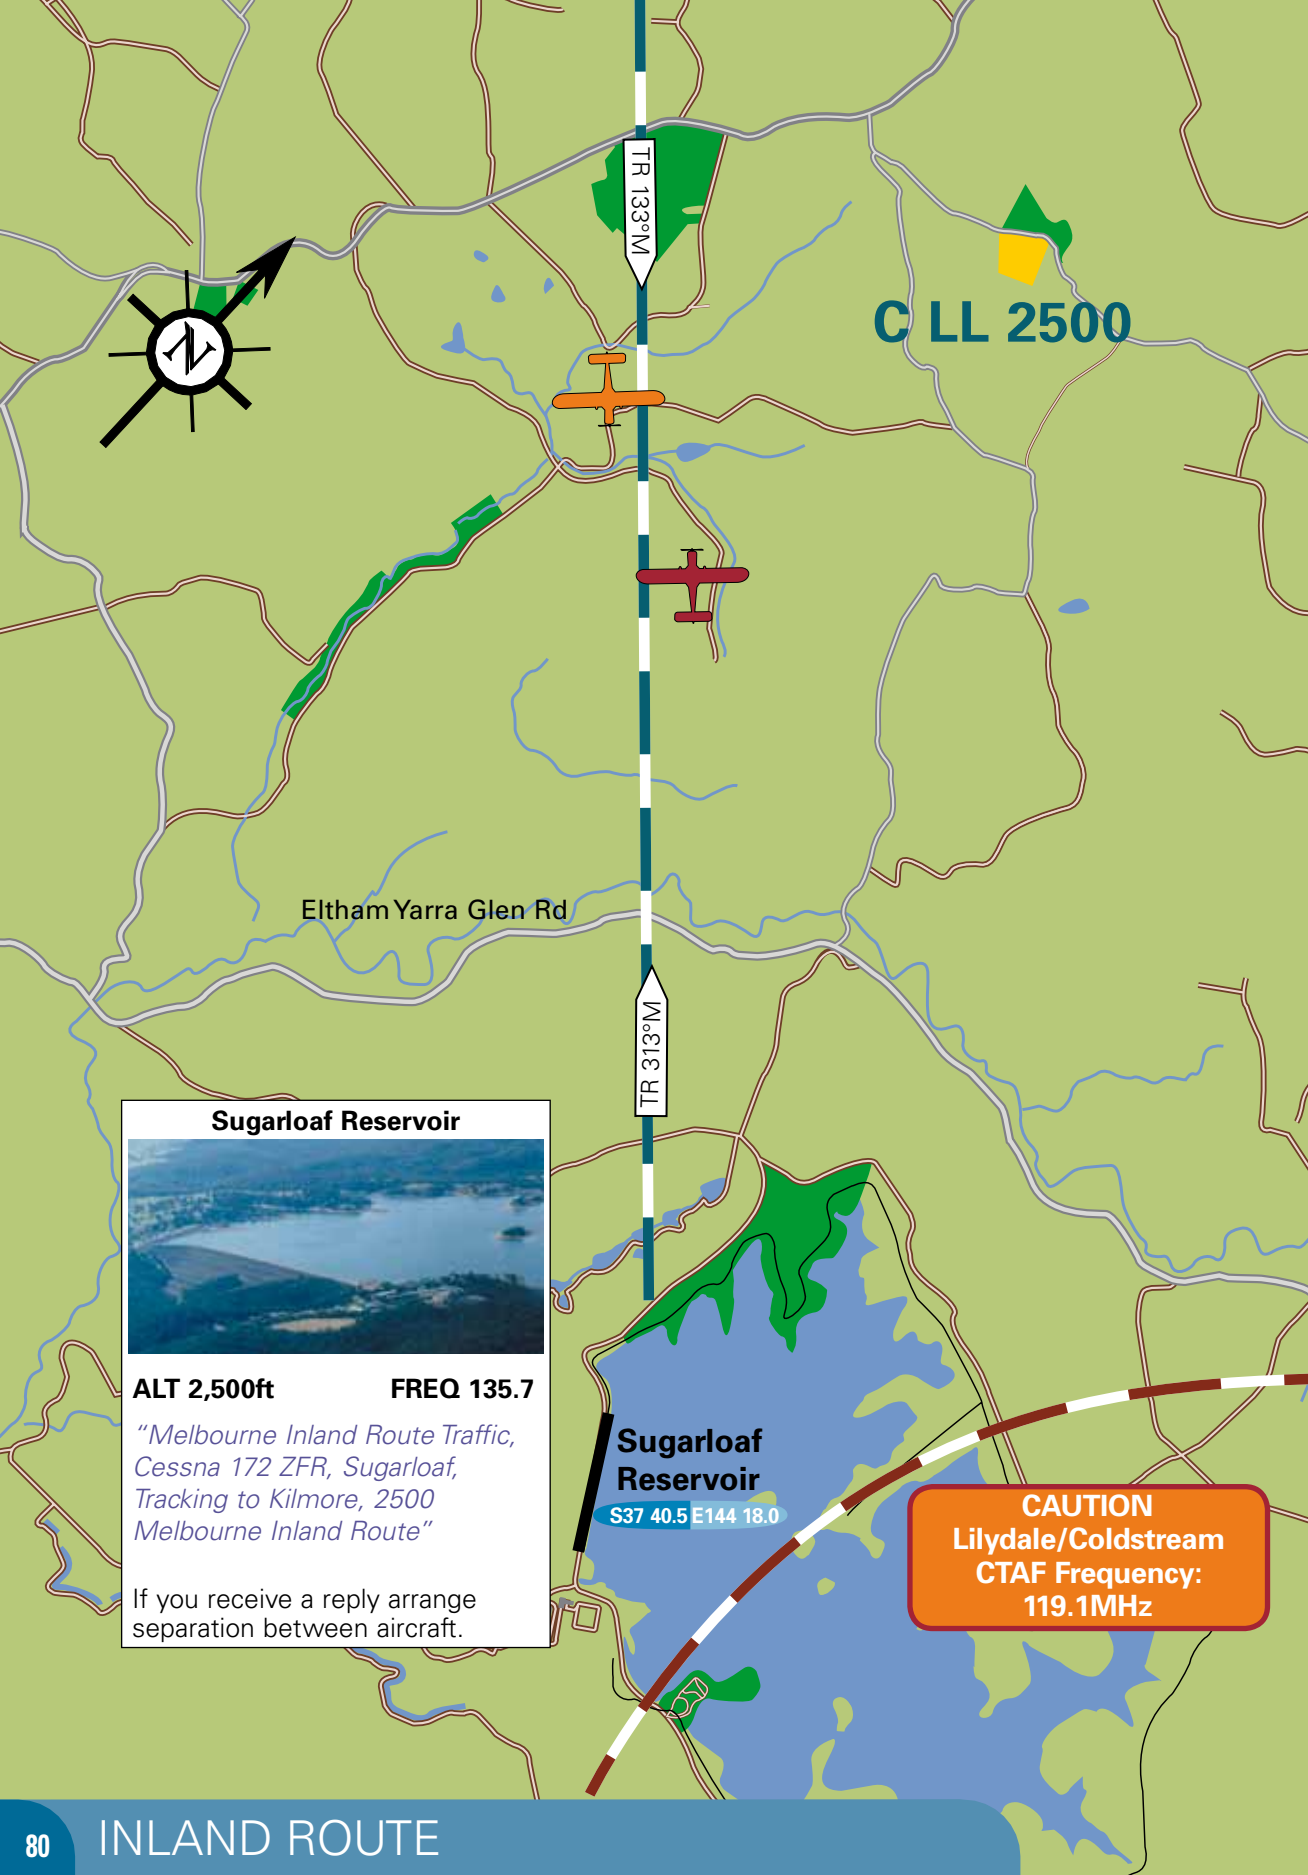 TR 133°M
N
C LL 2500
Eltham Yarra Glen Rd
TR 313°M
Sugarloaf Reservoir
ALT 2,500ft FREQ 135.7
“Melbourne Inland Route Traffic,
Cessna 172 ZFR, Sugarloaf,
Tracking to Kilmore, 2500
Melbourne Inland Route”
If you receive a reply arrange
separation between aircraft.
Sugarloaf
Reservoir
S37 40.5 E144 18.0
CAUTION
Lilydale/Coldstream
CTAF Frequency:
119.1MHz
80 INLAND ROUTE